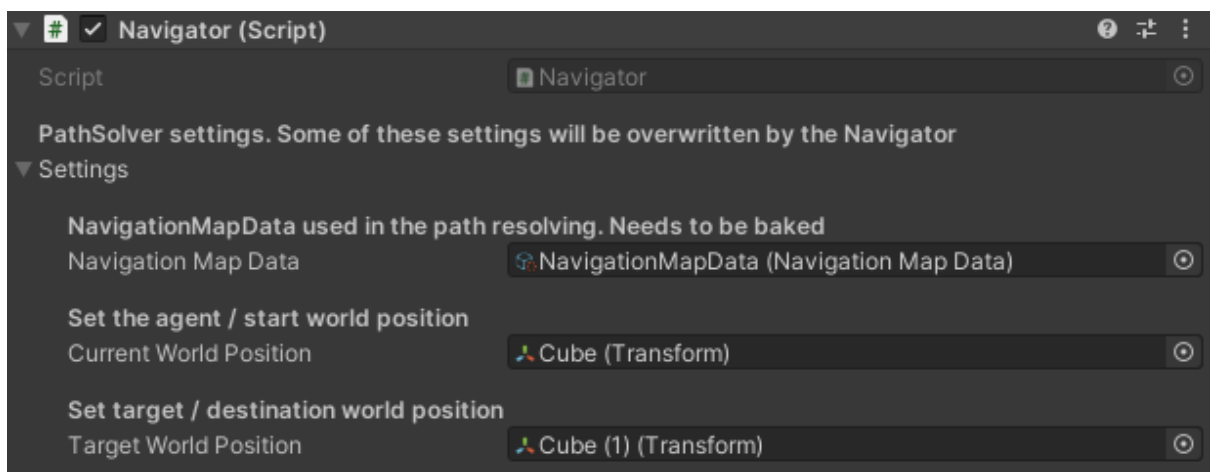 Navigator (Script)
Script Navigator
PathSolver settings. Some of these settings will be overwritten by the Navigator
Settings
NavigationMapData used in the path resolving. Needs to be baked
Navigation Map Data NavigationMapData (Navigation Map Data)
Set the agent / start world position
Current World Position Cube (Transform)
Set target / destination world position
Target World Position Cube (1) (Transform)